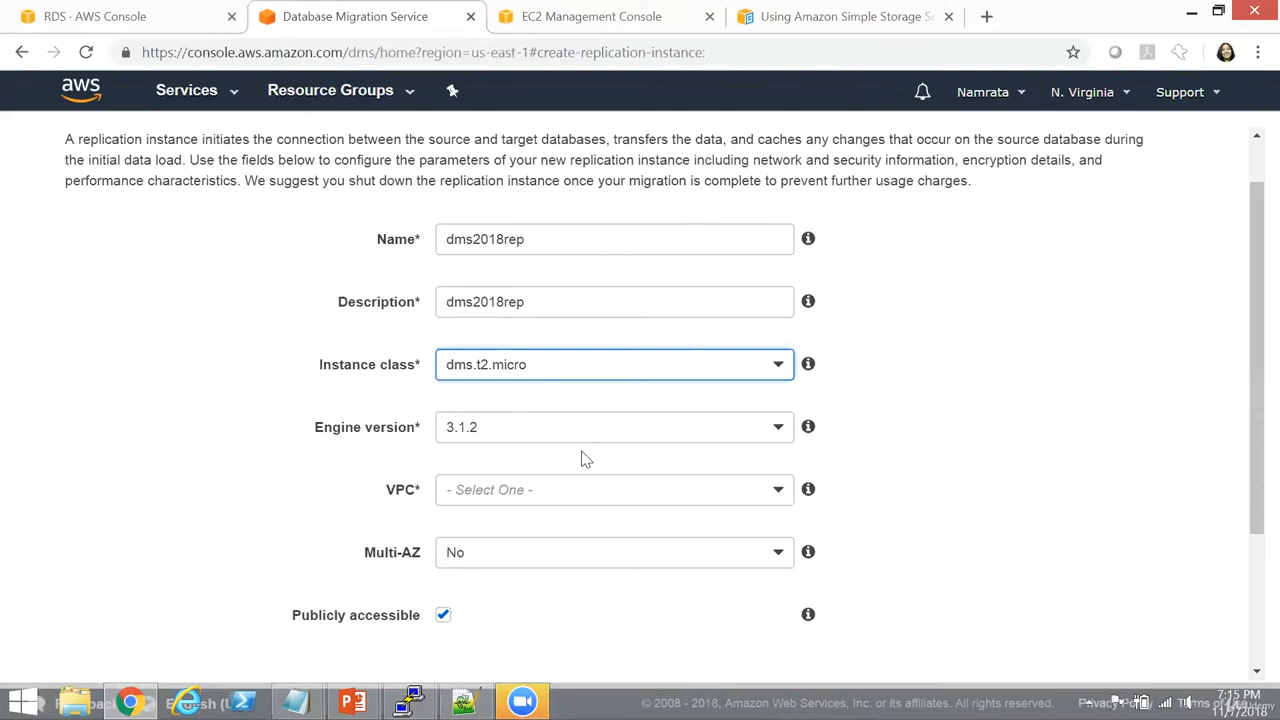 RDS · AWS Console
Database Migration Service
EC2 Management Console
Using Amazon Simple Storage Se
https://console.aws.amazon.com/dms/home?region=us-east-1#create-replication-instance:
aws
Services
Resource Groups
Namrata
N. Virginia
Support
A replication instance initiates the connection between the source and target databases, transfers the data, and caches any changes that occur on the source database during
the initial data load. Use the fields below to configure the parameters of your new replication instance including network and security information, encryption details, and
performance characteristics. We suggest you shut down the replication instance once your migration is complete to prevent further usage charges.
Name*
dms2018rep
Description*
dms2018rep
Instance class*
dms.t2.micro
Engine version*
3.1.2
VPC*
- Select One -
Multi-AZ
No
Publicly accessible
© 2008 - 2018, Amazon Web Services, Inc. or its affiliates. All rights reserved.
7:15 PM
11/7/2018